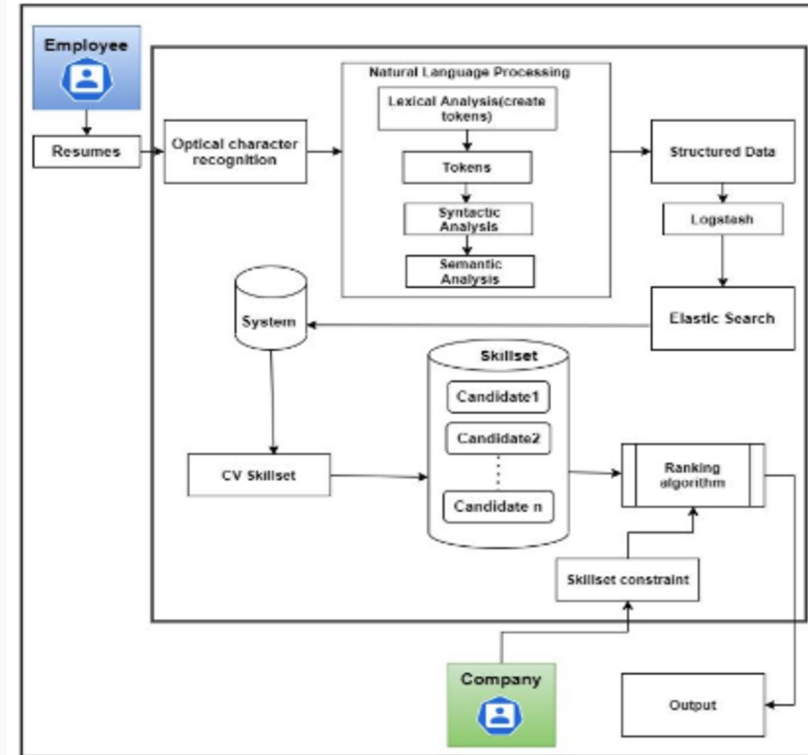 Employee
Resumes
Optical character
recognition
Natural Language Processing
Lexical Analysis(create
tokens)
Tokens
Syntactic
Analysis
Semantic
Analysis
Structured Data
Logstash
Elastic Search
System
CV Skillset
Skillset
Candidate1
Candidate2
Candidate n
Ranking
algorithm
Skillset constraint
Company
Output